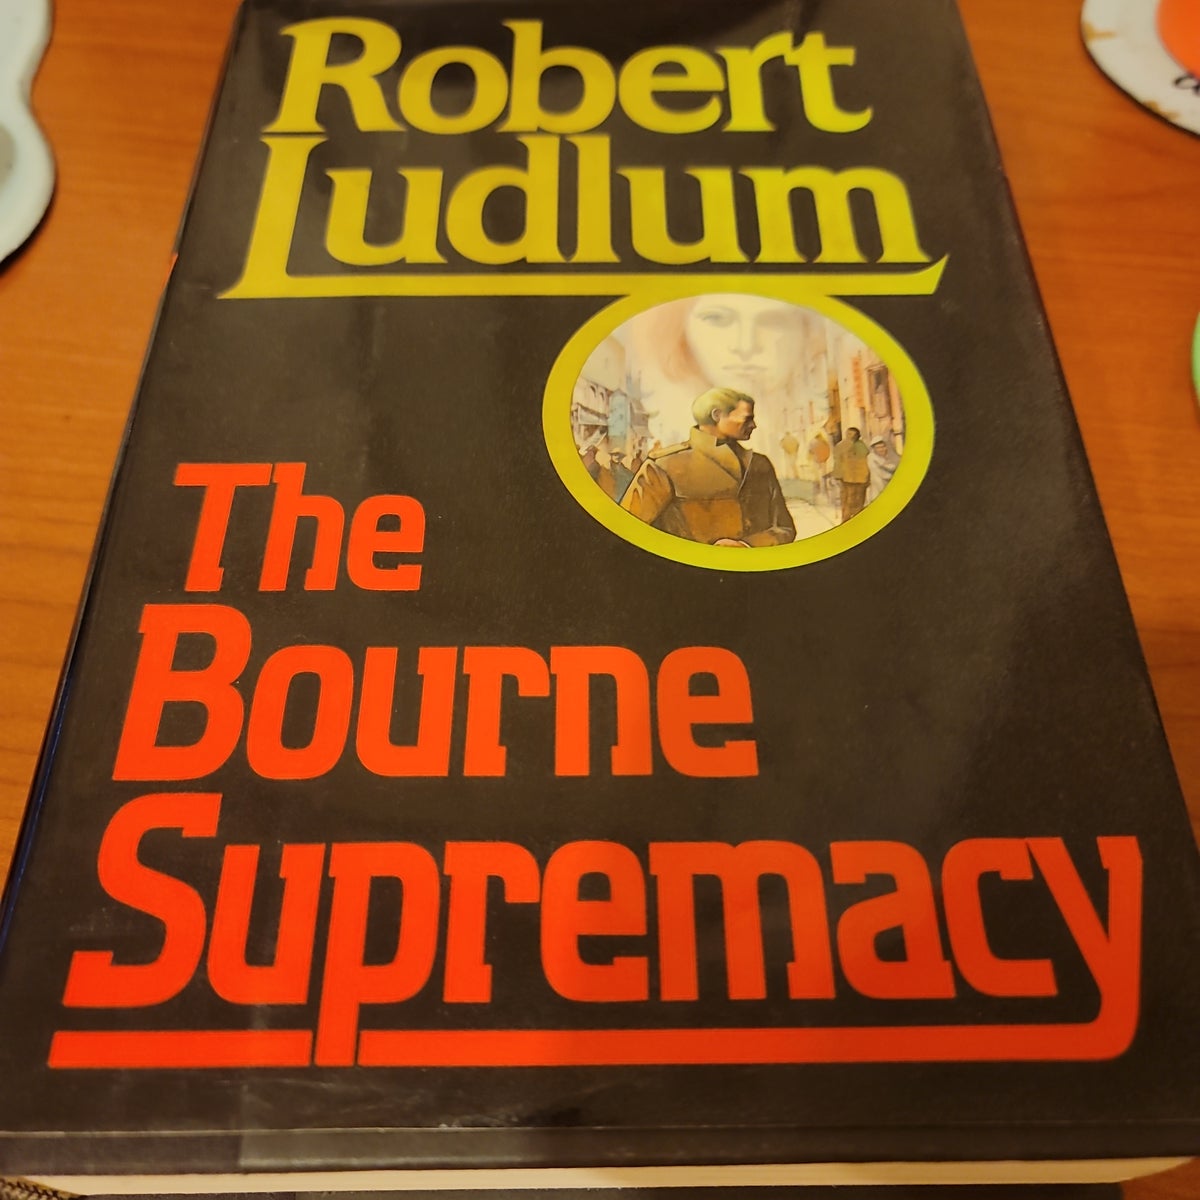 Robert
Ludlum
The
Bourne
Supremacy